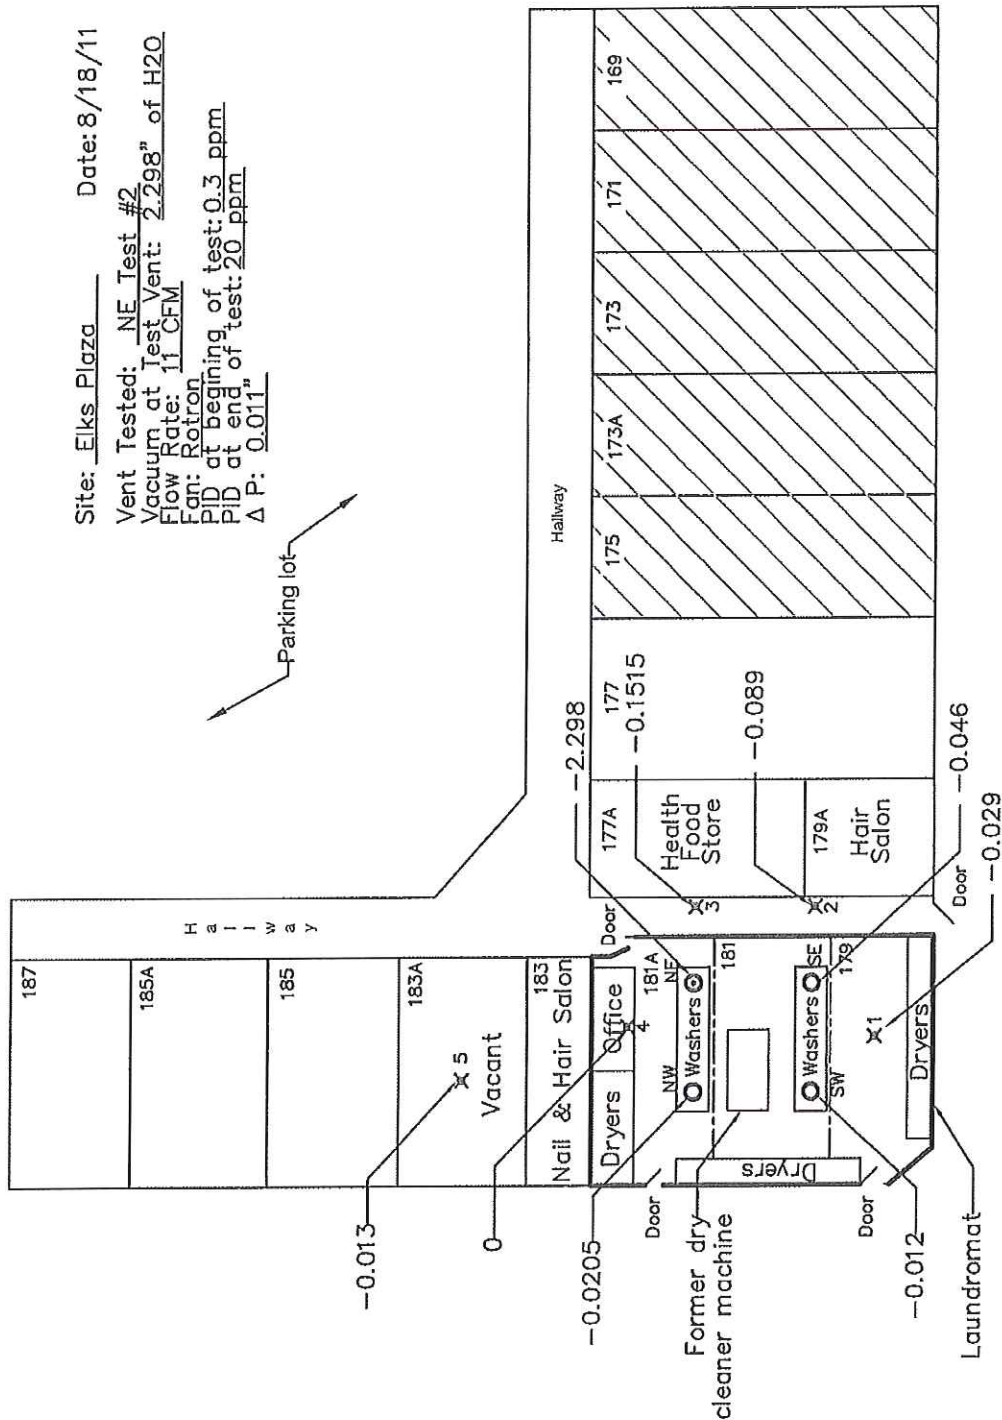 Site: Elks Plaza Date: 8/18/11
Vent Tested: NE Test #2
Vacuum at Test Vent: 2.298" of H2O
Flow Rate: 11 CFM
Fan: Rotron
PID at begining of test: 0.3 ppm
PID at end of test: 20 ppm
Δ P: 0.011"
Parking lot
Hallway
Hallway
187
185A
185
183A
Vacant
5
183
Nail & Hair Salon
Dryers
Office
4
181A
NW
NE
Washers
181
Dryers
Washers
SW
SE
179
1
Dryers
Door
Door
Door
Door
3
2
177A
Health
Food
Store
179A
Hair
Salon
177
175
173A
173
171
169
-0.013
0
-0.0205
Former dry
cleaner machine
-0.012
Laundromat
-2.298
-0.1515
-0.089
-0.046
-0.029